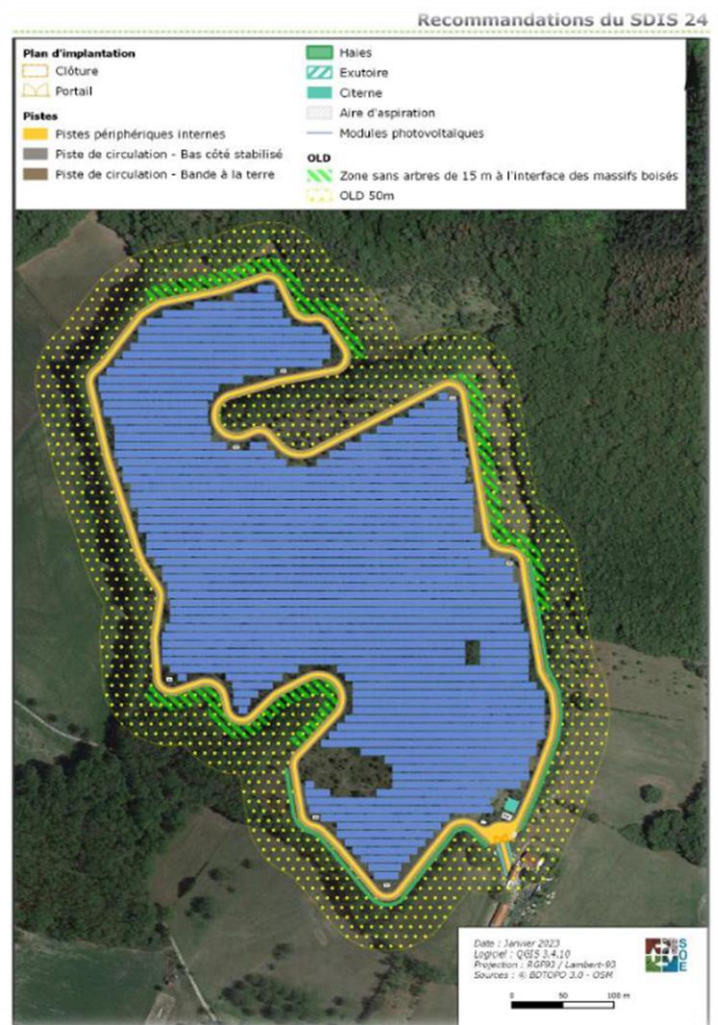 Recommandations du SDIS 24
Plan d'implantation
Clôture
Portail
Pistes
Pistes périphériques internes
Piste de circulation - Bas côté stabilisé
Piste de circulation - Bande à la terre
Haies
Exutoire
Citerne
Aire d'aspiration
Modules photovoltaïques
OLD
Zone sans arbres de 15 m à l'interface des massifs boisés
OLD 50m
Date : Janvier 2023
Logiciel : QGIS 3.4.10
Projection : RGF93 / Lambert-93
Sources : © BDTOPO 3.0 - OSM
0 50 100 m
SOE